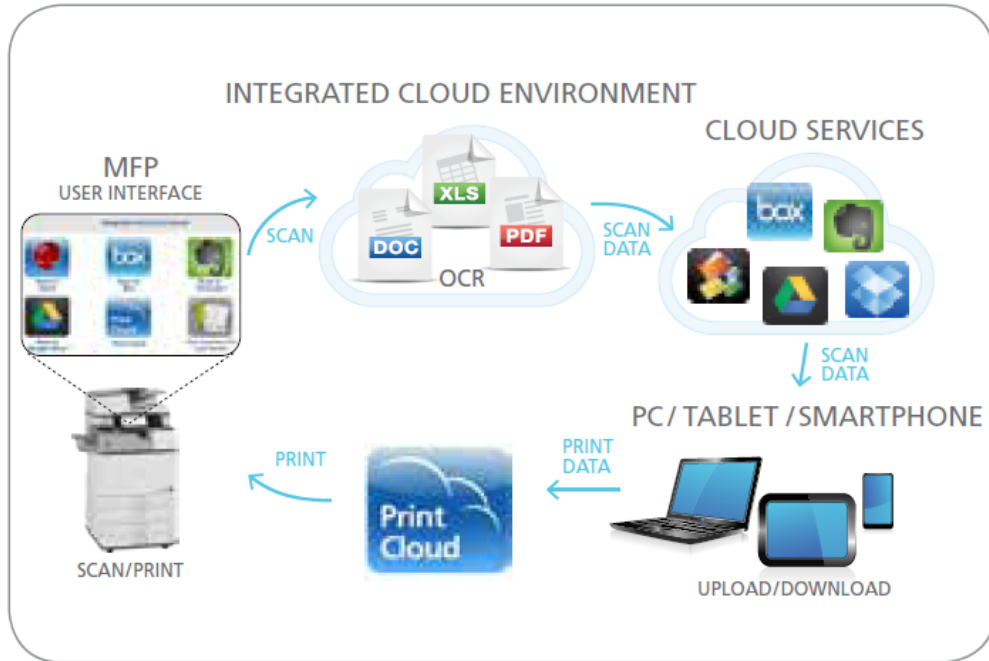 INTEGRATED CLOUD ENVIRONMENT
CLOUD SERVICES
MFP
USER INTERFACE
box
SCAN
XLS
DOC
PDF
OCR
SCAN
DATA
box
SCAN
DATA
PC / TABLET / SMARTPHONE
PRINT
DATA
PRINT
Print
Cloud
SCAN/PRINT
UPLOAD/DOWNLOAD